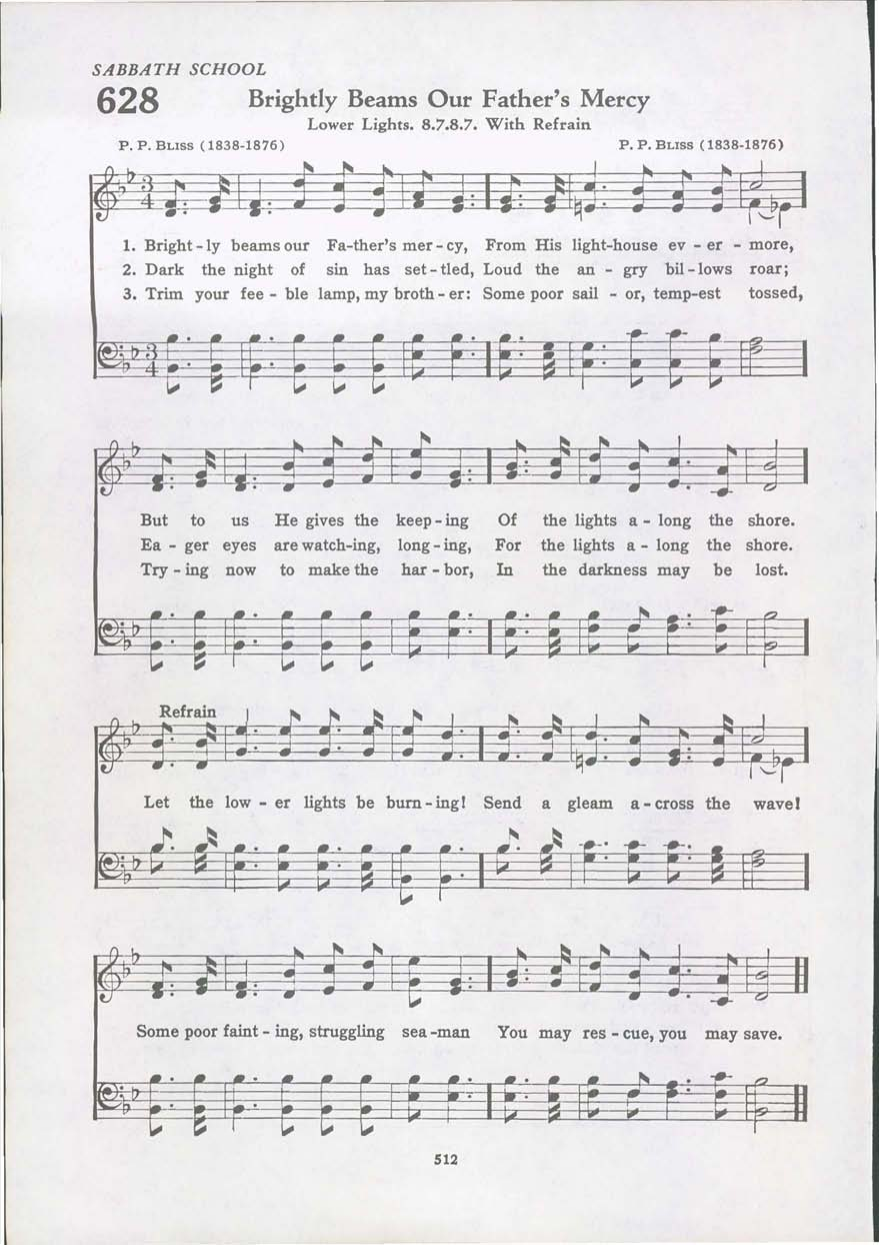 SABBATH SCHOOL
628 Brightly Beams Our Father's Mercy
Lower Lights. 8.7.8.7. With Refrain
P. P. BLISS (1838-1876) P. P. BLISS (1838-1876)
3 4
1. Bright - ly beams our Fa-ther's mer - cy, From His light-house ev - er - more,
2. Dark the night of sin has set - tled, Loud the an - gry bil - lows roar;
3. Trim your fee - ble lamp, my broth - er: Some poor sail - or, temp-est tossed,
3 4
But to us He gives the keep - ing Of the lights a - long the shore.
Ea - ger eyes are watch-ing, long - ing, For the lights a - long the shore.
Try - ing now to make the har - bor, In the darkness may be lost.
Refrain
Let the low - er lights be burn - ing! Send a gleam a - cross the wave!
Some poor faint - ing, struggling sea -man You may res - cue, you may save.
512